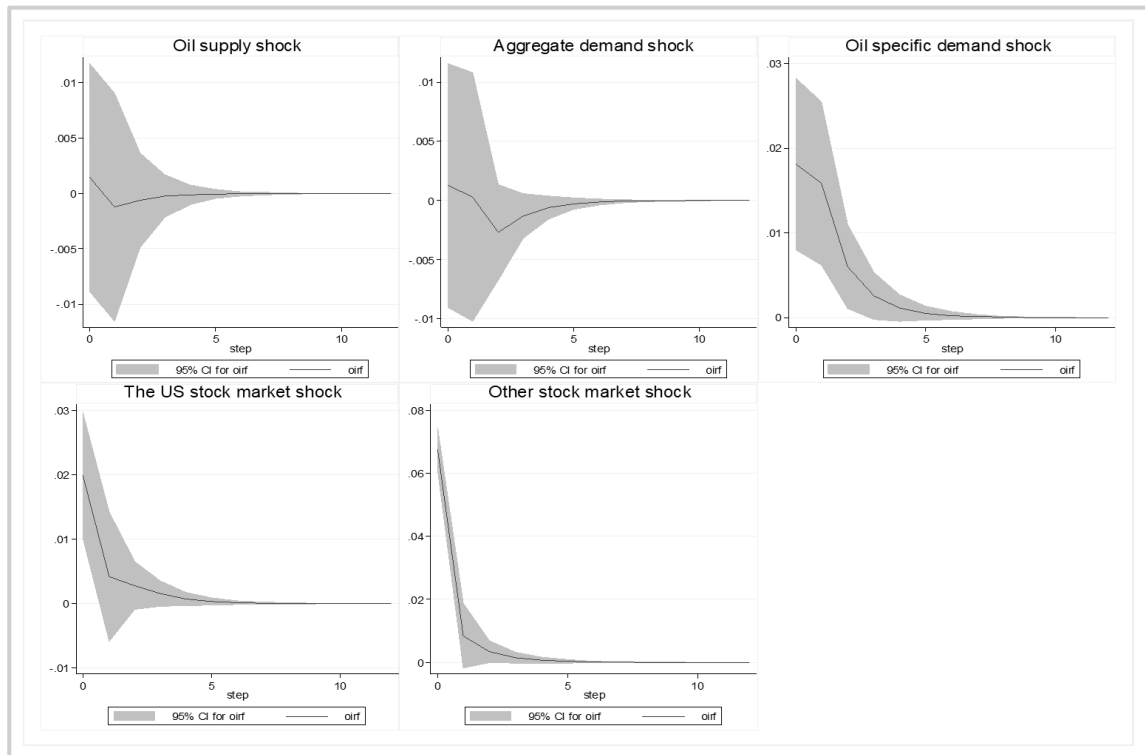 Oil supply shock
.01
.005
0
-.005
-.01
0 5 10
step
95% CI for oirf oirf
Aggregate demand shock
.01
.005
0
-.005
-.01
0 5 10
step
95% CI for oirf oirf
Oil specific demand shock
.03
.02
.01
0
0 5 10
step
95% CI for oirf oirf
The US stock market shock
.03
.02
.01
0
-.01
0 5 10
step
95% CI for oirf oirf
Other stock market shock
.08
.06
.04
.02
0
0 5 10
step
95% CI for oirf oirf